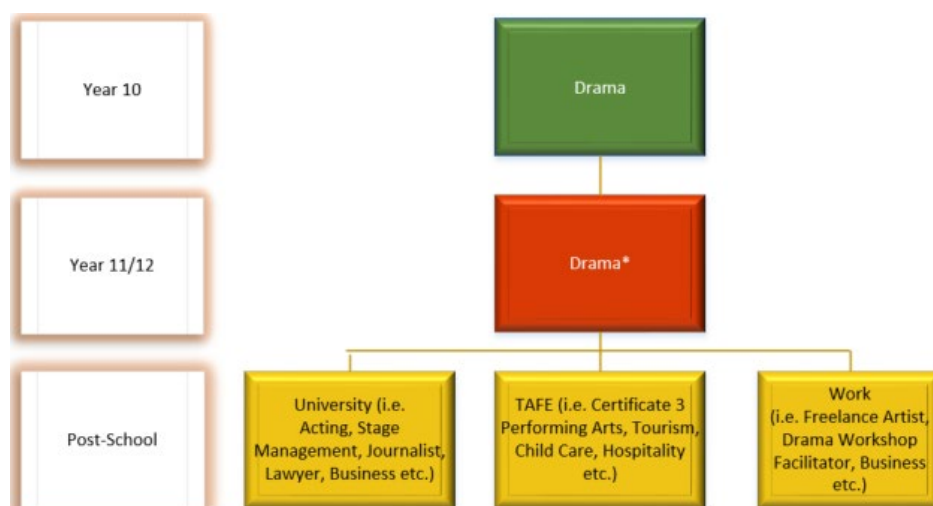 Year 10
Drama
Year 11/12
Drama*
Post-School
University (i.e.
Acting, Stage
Management, Journalist,
Lawyer, Business etc.)
TAFE (i.e. Certificate 3
Performing Arts, Tourism,
Child Care, Hospitality
etc.)
Work
(i.e. Freelance Artist,
Drama Workshop
Facilitator, Business
etc.)